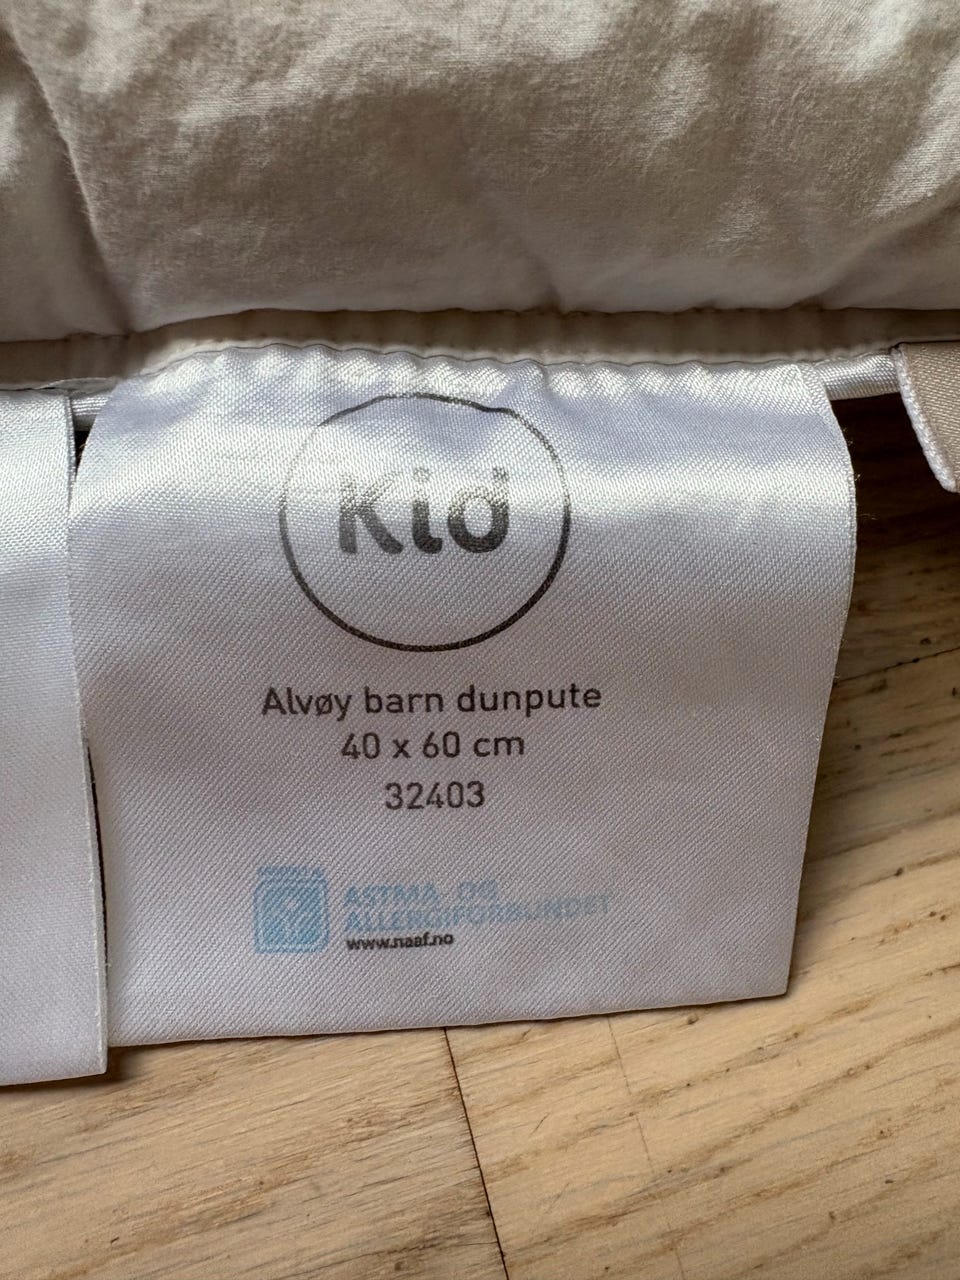 Kid
Alvøy barn dunpute
40 x 60 cm
32403
ASTMA OG
ALLERGIFORBUNDET
www.naaf.no